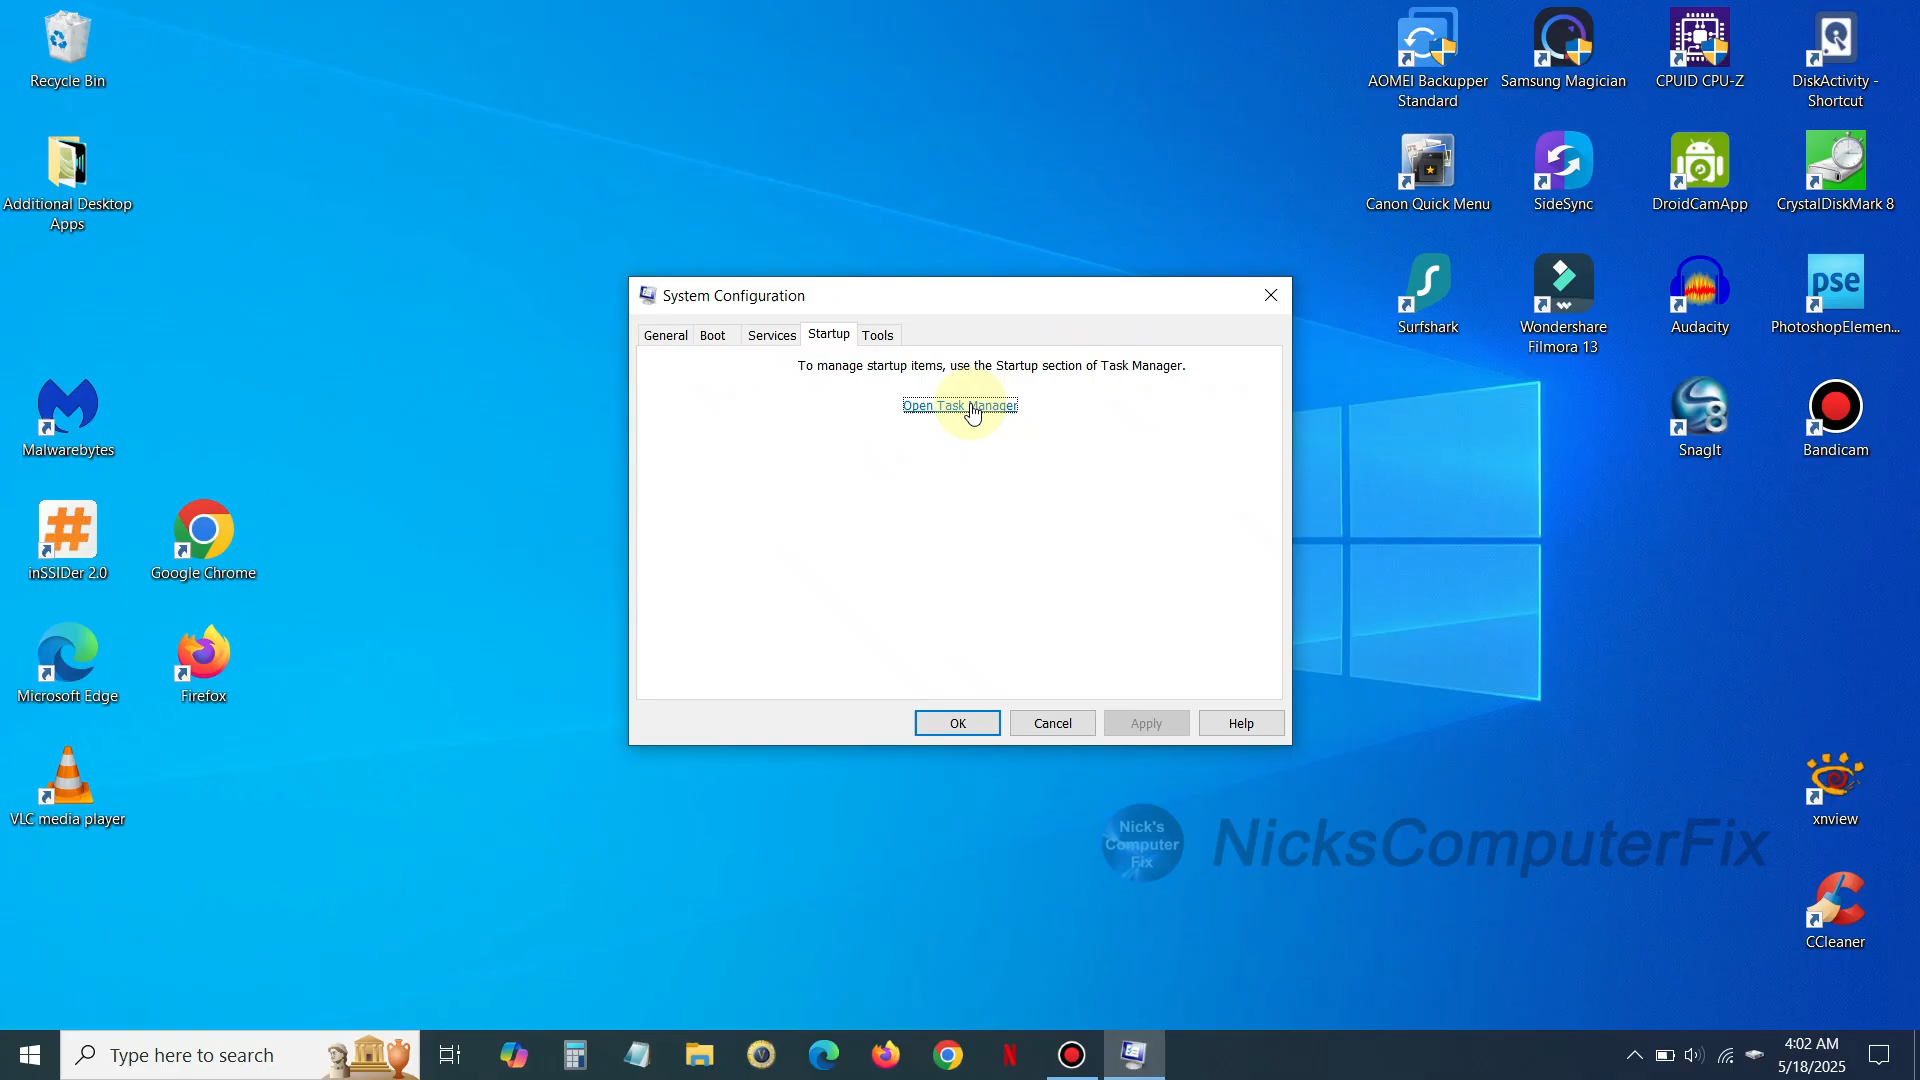 Recycle Bin
Additional Desktop
Apps
Malwarebytes
inSSIDer 2.0
Google Chrome
Microsoft Edge
Firefox
VLC media player
AOMEI Backupper
Standard
Samsung Magician
CPUID CPU-Z
DiskActivity -
Shortcut
Canon Quick Menu
SideSync
DroidCamApp
CrystalDiskMark 8
Surfshark
Wondershare
Filmora 13
Audacity
pse
PhotoshopElemen...
S8
SnagIt
Bandicam
System Configuration
General
Boot
Services
Startup
Tools
To manage startup items, use the Startup section of Task Manager.
Open Task Manager
OK
Cancel
Apply
Help
Nick's
Computer
Fix
NicksComputerFix
xnview
CCleaner
Type here to search
4:02 AM
5/18/2025